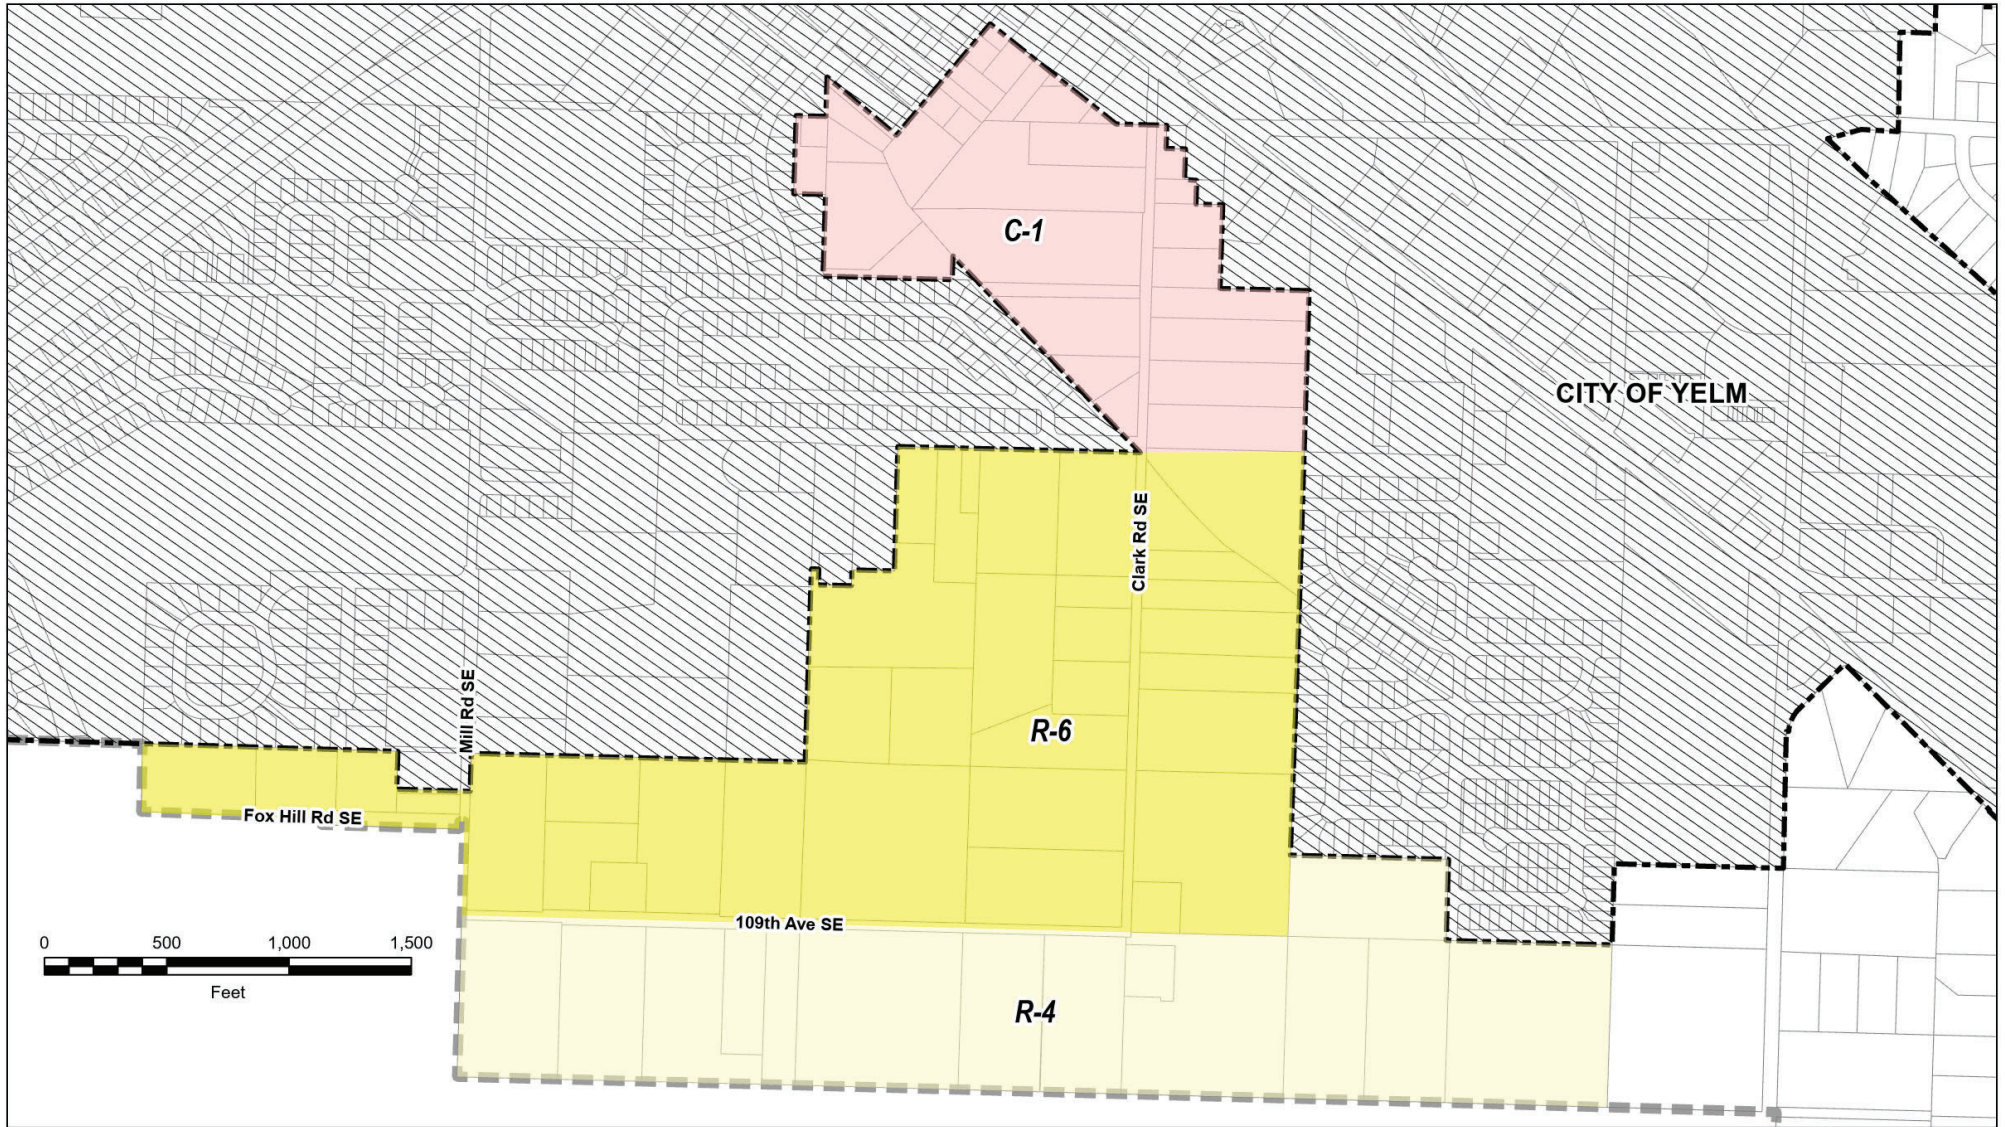 C-1
CITY OF YELM
Clark Rd SE
Mill Rd SE
R-6
Fox Hill Rd SE
109th Ave SE
0 500 1,000 1,500
Feet
R-4